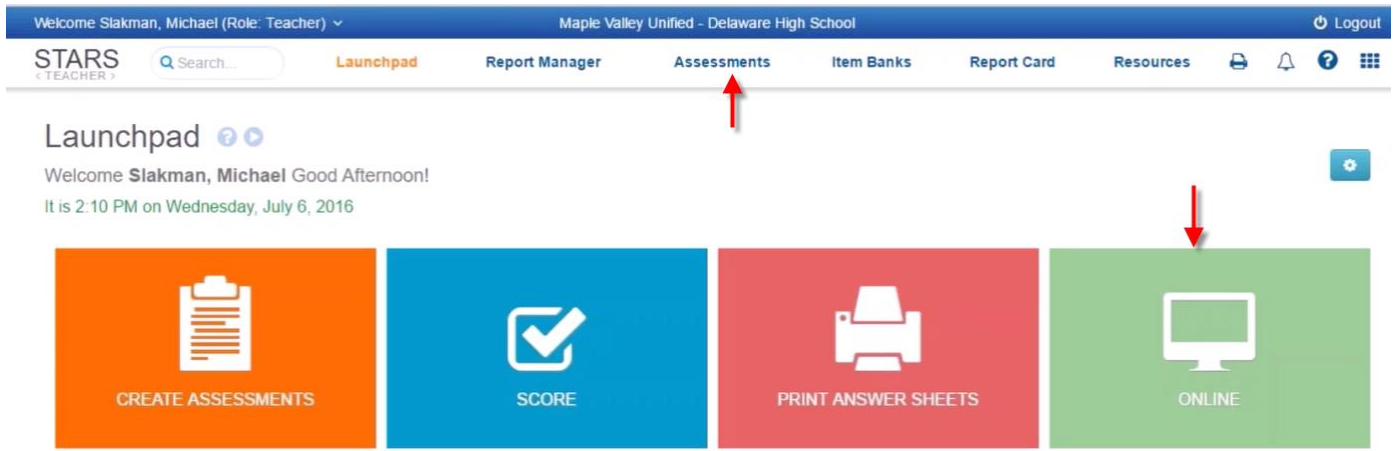 Welcome Slakman, Michael (Role: Teacher) Maple Valley Unified - Delaware High School Logout
STARS Search... Launchpad Report Manager Assessments Item Banks Report Card Resources
< TEACHER >
Launchpad
Welcome Slakman, Michael Good Afternoon!
It is 2:10 PM on Wednesday, July 6, 2016
CREATE ASSESSMENTS SCORE PRINT ANSWER SHEETS ONLINE